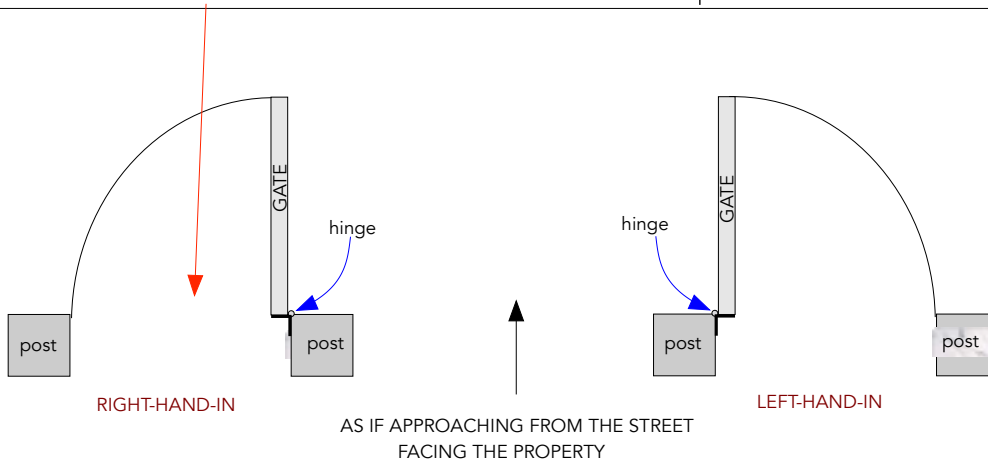 GATE
GATE
hinge
hinge
post
post
post
post
RIGHT-HAND-IN
LEFT-HAND-IN
AS IF APPROACHING FROM THE STREET
FACING THE PROPERTY